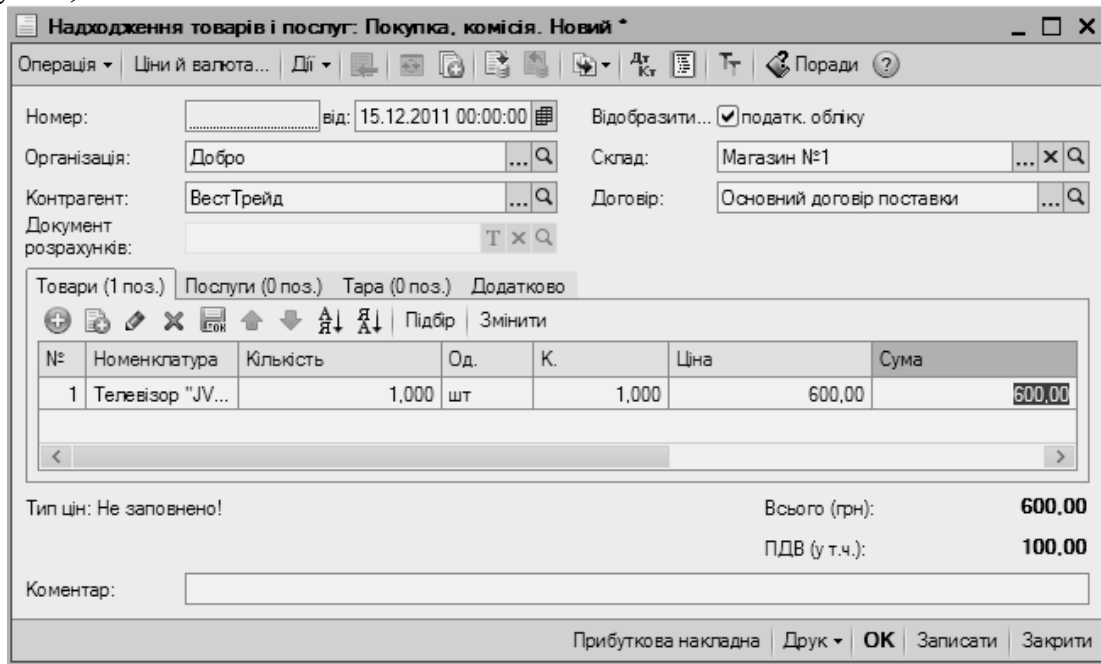 Надходження товарів і послуг: Покупка, комісія. Новий *
Операція Ціни й валюта... Дії Дт Кт Тт Поради ?
Номер: від: 15.12.2011 00:00:00 Відобразити... податк. обліку
Організація: Добро ... Склад: Магазин №1 ...
Контрагент: ВестТрейд ... Договір: Основний договір поставки ...
Документ
розрахунків: T
Товари (1 поз.) Послуги (0 поз.) Тара (0 поз.) Додатково
Підбір Змінити
№ Номенклатура Кількість Од. К. Ціна Сума
1 Телевізор "JV... 1,000 шт 1,000 600,00 600,00
Тип цін: Не заповнено! Всього (грн): 600,00
ПДВ (у т.ч.): 100,00
Коментар:
Прибуткова накладна Друк OK Записати Закрити